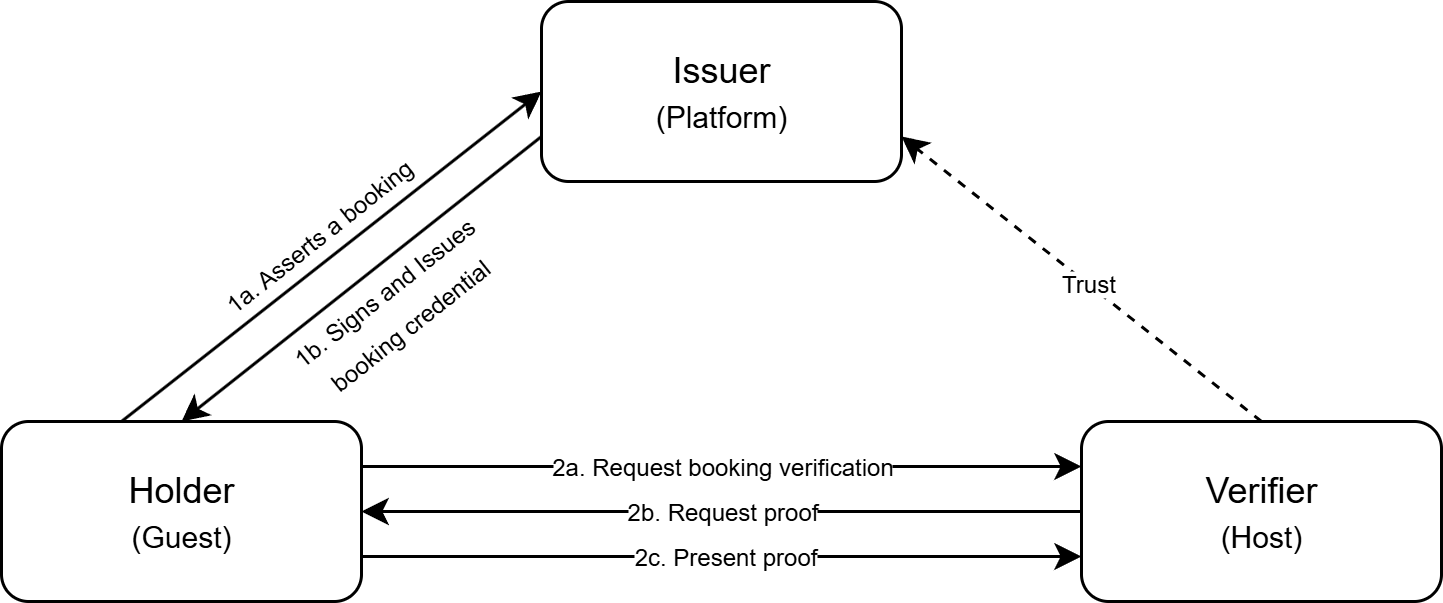 Issuer
(Platform)
1a. Asserts a booking
1b. Signs and Issues
booking credential
Trust
Holder
(Guest)
2a. Request booking verification
2b. Request proof
2c. Present proof
Verifier
(Host)